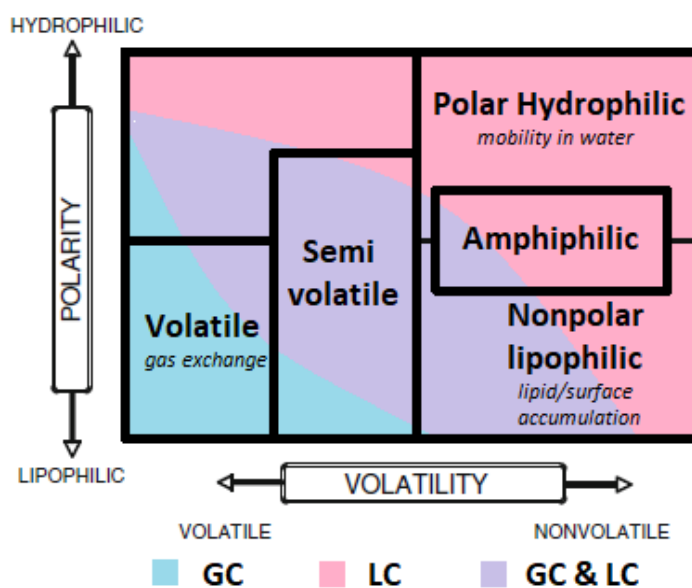 HYDROPHILIC
POLARITY
LIPOPHILIC
Polar Hydrophilic
mobility in water
Amphiphilic
Semi
volatile
Volatile
gas exchange
Nonpolar
lipophilic
lipid/surface
accumulation
VOLATILITY
VOLATILE
NONVOLATILE
GC
LC
GC & LC